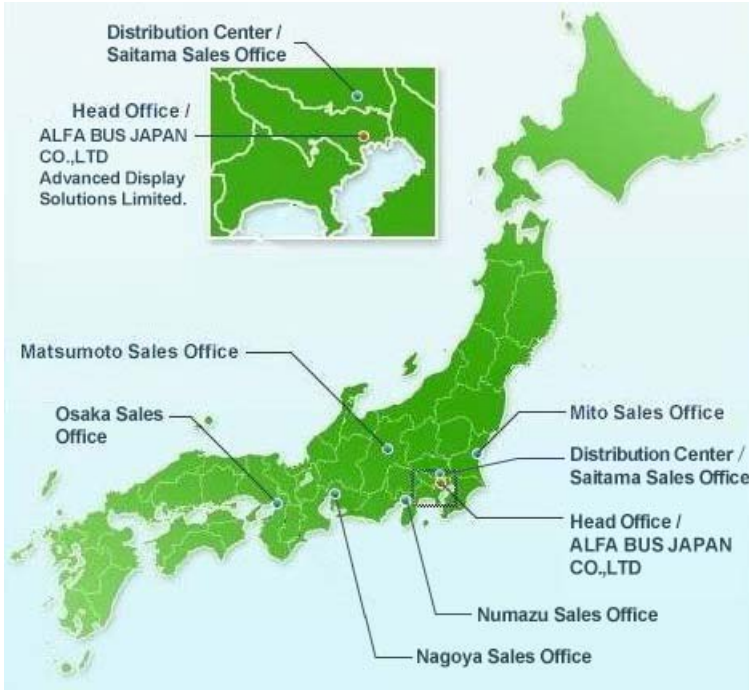 Distribution Center /
Saitama Sales Office
Head Office /
ALFA BUS JAPAN
CO.,LTD
Advanced Display
Solutions Limited.
Matsumoto Sales Office
Osaka Sales
Office
Mito Sales Office
Distribution Center /
Saitama Sales Office
Head Office /
ALFA BUS JAPAN
CO.,LTD
Numazu Sales Office
Nagoya Sales Office